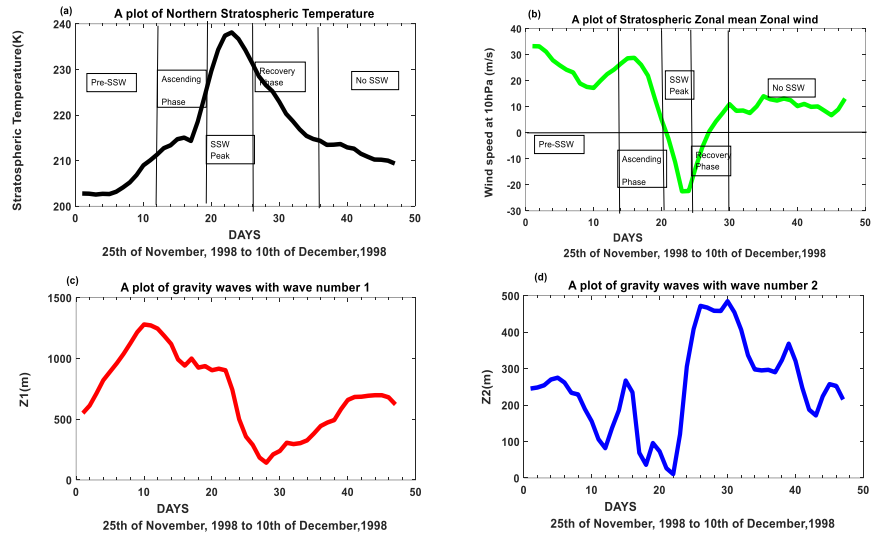 (a)
A plot of Northern Stratospheric Temperature
Stratospheric Temperature(K)
240
230
220
210
200
Pre-SSW
Ascending
Phase
SSW
Peak
Recovery
Phase
No SSW
0
10
20
30
40
50
DAYS
25th of November, 1998 to 10th of December,1998
(b)
A plot of Stratospheric Zonal mean Zonal wind
Wind speed at 10hPa (m/s)
40
30
20
10
0
-10
-20
-30
Pre-SSW
Ascending
Phase
SSW
Peak
Recovery
Phase
No SSW
0
10
20
30
40
50
DAYS
25th of November, 1998 to 10th of December,1998
(c)
A plot of gravity waves with wave number 1
Z1(m)
1500
1000
500
0
0
10
20
30
40
50
DAYS
25th of November, 1998 to 10th of December,1998
(d)
A plot of gravity waves with wave number 2
Z2(m)
500
400
300
200
100
0
0
10
20
30
40
50
DAYS
25th of November, 1998 to 10th of December,1998